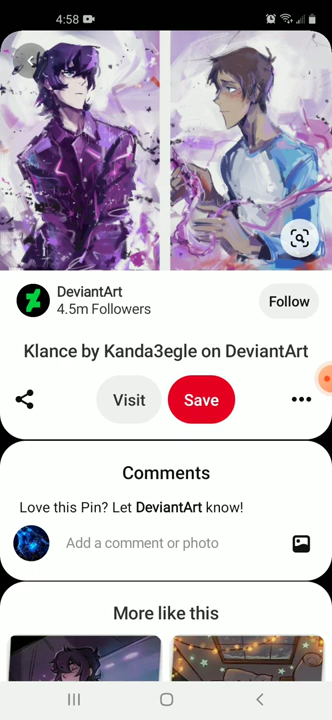 4:58
DeviantArt
4.5m Followers
Follow
Klance by Kanda3egle on DeviantArt
Visit
Save
Comments
Love this Pin? Let DeviantArt know!
Add a comment or photo
More like this